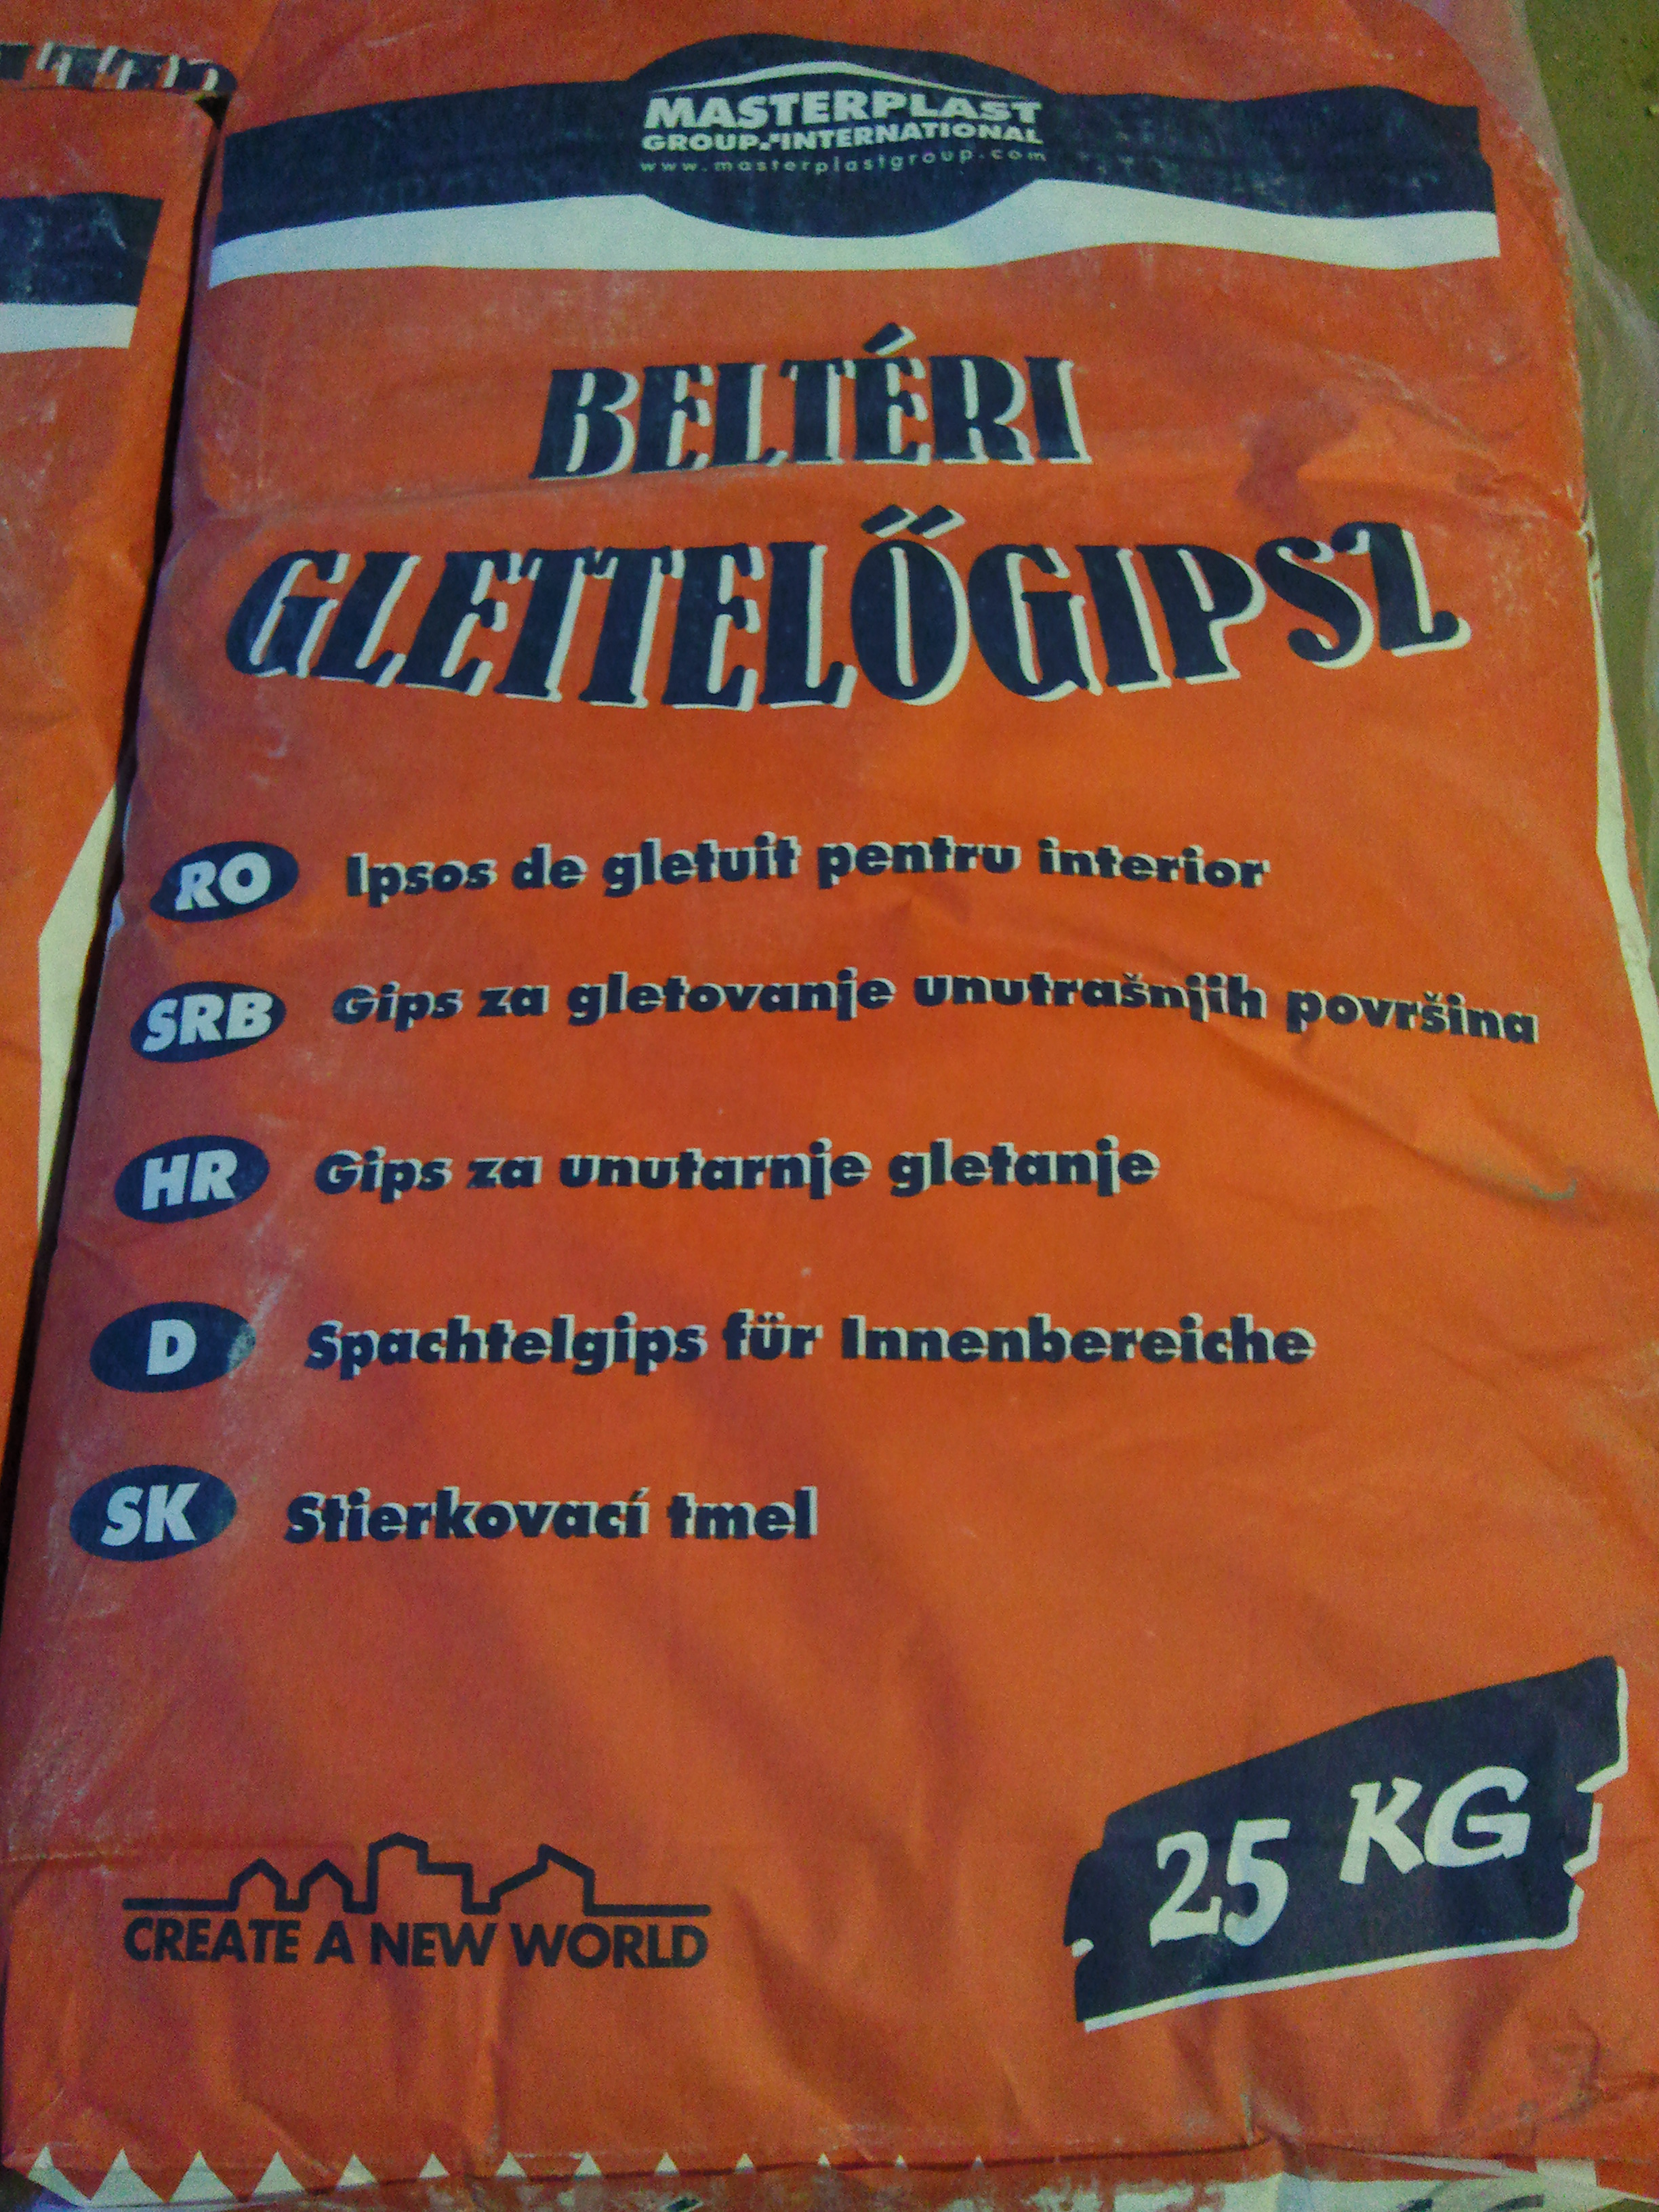 MASTERPLAST
GROUP INTERNATIONAL
www.masterplastgroup.com
BELTÉRI
GLETTELŐGIPSZ
RO Ipsos de gletuit pentru interior
SRB Gips za gletovanje unutrašnjih površina
HR Gips za unutarnje gletanje
D Spachtelgips für Innenbereiche
SK Stierkovací tmel
25 KG
CREATE A NEW WORLD